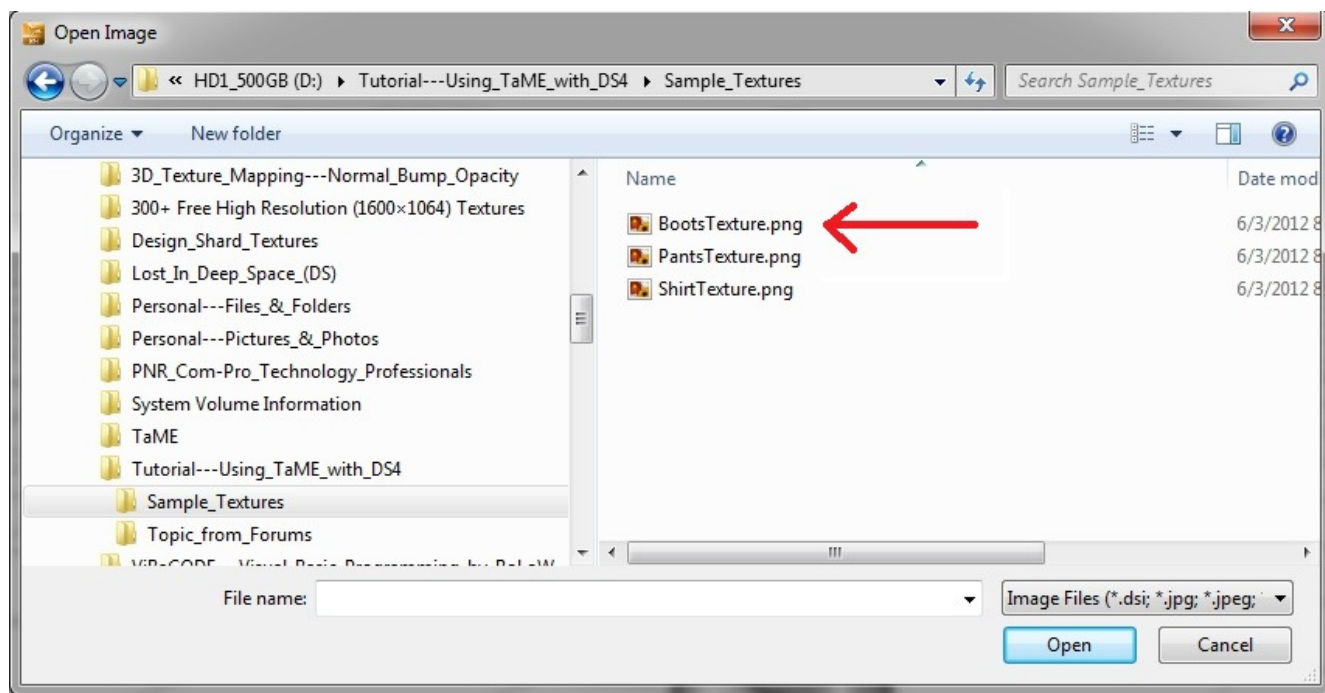 Open Image
« HD1_500GB (D:) Tutorial---Using_TaME_with_DS4 Sample_Textures Search Sample_Textures
Organize New folder
3D_Texture_Mapping---Normal_Bump_Opacity
300+ Free High Resolution (1600×1064) Textures
Design_Shard_Textures
Lost_In_Deep_Space_(DS)
Personal---Files_&_Folders
Personal---Pictures_&_Photos
PNR_Com-Pro_Technology_Professionals
System Volume Information
TaME
Tutorial---Using_TaME_with_DS4
Sample_Textures
Topic_from_Forums
Name Date mod
BootsTexture.png 6/3/2012 8
PantsTexture.png 6/3/2012 8
ShirtTexture.png 6/3/2012 8
File name: Image Files (*.dsi; *.jpg; *.jpeg;
Open Cancel